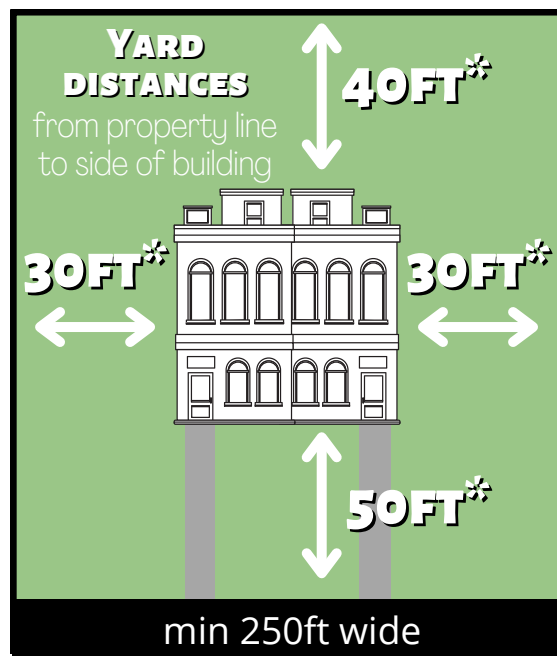 Yard
distances
from property line
to side of building
40ft*
30ft*
30ft*
50ft*
min 250ft wide